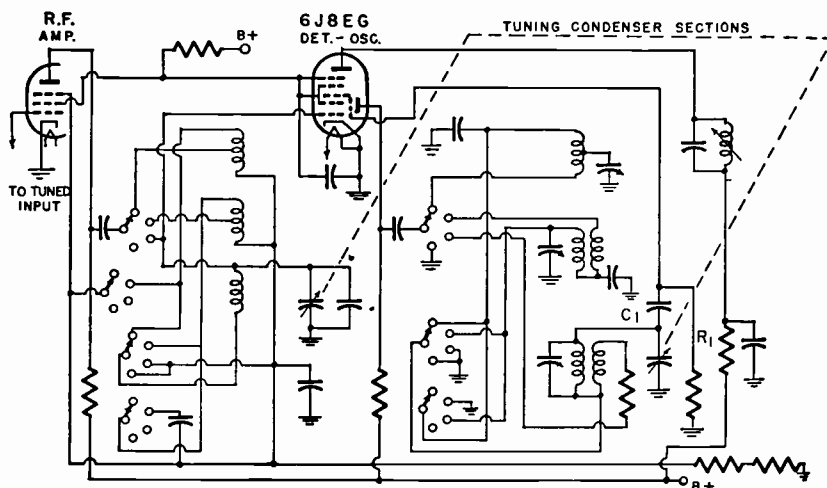 R.F.
AMP.
B+
6J8EG
DET.-OSC.
TUNING CONDENSER SECTIONS
TO TUNED
INPUT
C1
R1
B+